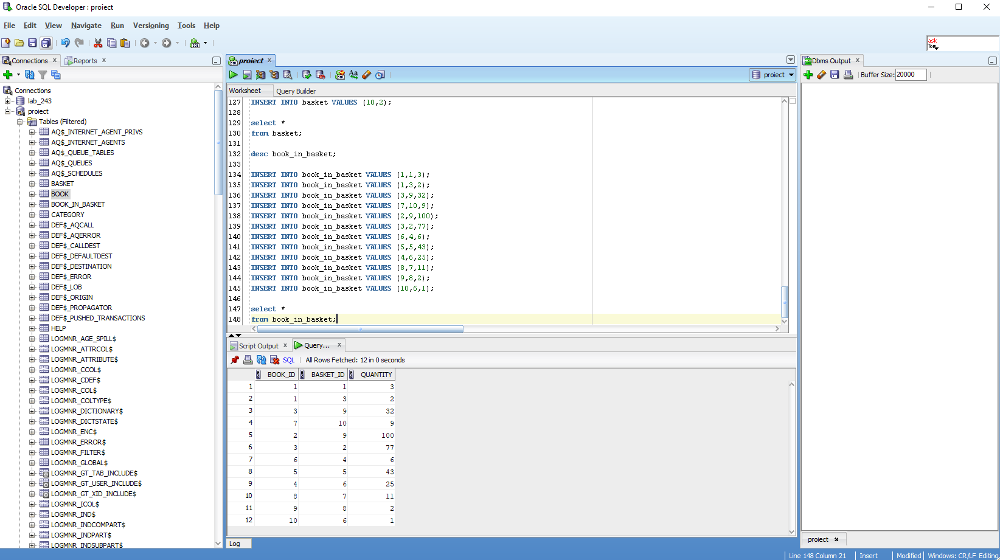 Oracle SQL Developer : proiect
File Edit View Navigate Run Versioning Tools Help
ask
Tom
Connections x Reports x
Connections
lab_243
proiect
Tables (Filtered)
AQ$_INTERNET_AGENT_PRIVS
AQ$_INTERNET_AGENTS
AQ$_QUEUE_TABLES
AQ$_QUEUES
AQ$_SCHEDULES
BASKET
BOOK
BOOK_IN_BASKET
CATEGORY
DEF$_AQCALL
DEF$_AQERROR
DEF$_CALLDEST
DEF$_DEFAULTDEST
DEF$_DESTINATION
DEF$_ERROR
DEF$_LOB
DEF$_ORIGIN
DEF$_PROPAGATOR
DEF$_PUSHED_TRANSACTIONS
HELP
LOGMNR_AGE_SPILL$
LOGMNR_ATTRCOL$
LOGMNR_ATTRIBUTE$
LOGMNR_CCOL$
LOGMNR_CDEF$
LOGMNR_COL$
LOGMNR_COLTYPE$
LOGMNR_DICTIONARY$
LOGMNR_DICTSTATE$
LOGMNR_ENC$
LOGMNR_ERROR$
LOGMNR_FILTER$
LOGMNR_GLOBAL$
LOGMNR_GT_TAB_INCLUDE$
LOGMNR_GT_USER_INCLUDE$
LOGMNR_GT_XID_INCLUDE$
LOGMNR_ICOL$
LOGMNR_IND$
LOGMNR_INDCOMPART$
LOGMNR_INDPART$
LOGMNR_INDSUBPART$
proiect x
proiect
Worksheet Query Builder
127 INSERT INTO basket VALUES (10,2);
128
129 select *
130 from basket;
131
132 desc book_in_basket;
133
134 INSERT INTO book_in_basket VALUES (1,1,3);
135 INSERT INTO book_in_basket VALUES (1,3,2);
136 INSERT INTO book_in_basket VALUES (3,9,32);
137 INSERT INTO book_in_basket VALUES (7,10,9);
138 INSERT INTO book_in_basket VALUES (2,9,100);
139 INSERT INTO book_in_basket VALUES (3,2,77);
140 INSERT INTO book_in_basket VALUES (6,4,6);
141 INSERT INTO book_in_basket VALUES (5,5,43);
142 INSERT INTO book_in_basket VALUES (4,6,25);
143 INSERT INTO book_in_basket VALUES (8,7,11);
144 INSERT INTO book_in_basket VALUES (9,8,2);
145 INSERT INTO book_in_basket VALUES (10,6,1);
146
147 select *
148 from book_in_basket;
Script Output x Query... x
SQL All Rows Fetched: 12 in 0 seconds
BOOK_ID BASKET_ID QUANTITY
1 1 1 3
2 1 3 2
3 3 9 32
4 7 10 9
5 2 9 100
6 3 2 77
7 6 4 6
8 5 5 43
9 4 6 25
10 8 7 11
11 9 8 2
12 10 6 1
Log
Dbms Output x
Buffer Size: 20000
proiect x
Line 148 Column 21 Insert Modified Windows: CR/LF Editing